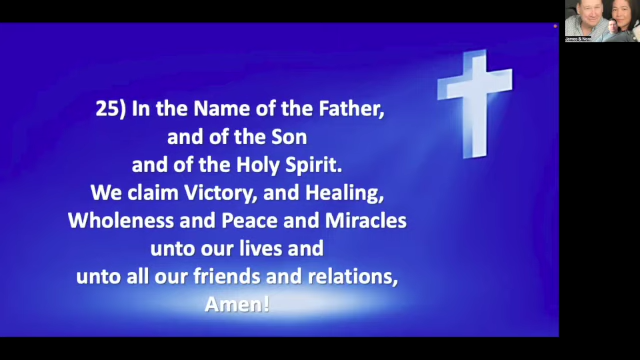 25) In the Name of the Father,
and of the Son
and of the Holy Spirit.
We claim Victory, and Healing,
Wholeness and Peace and Miracles
unto our lives and
unto all our friends and relations,
Amen!